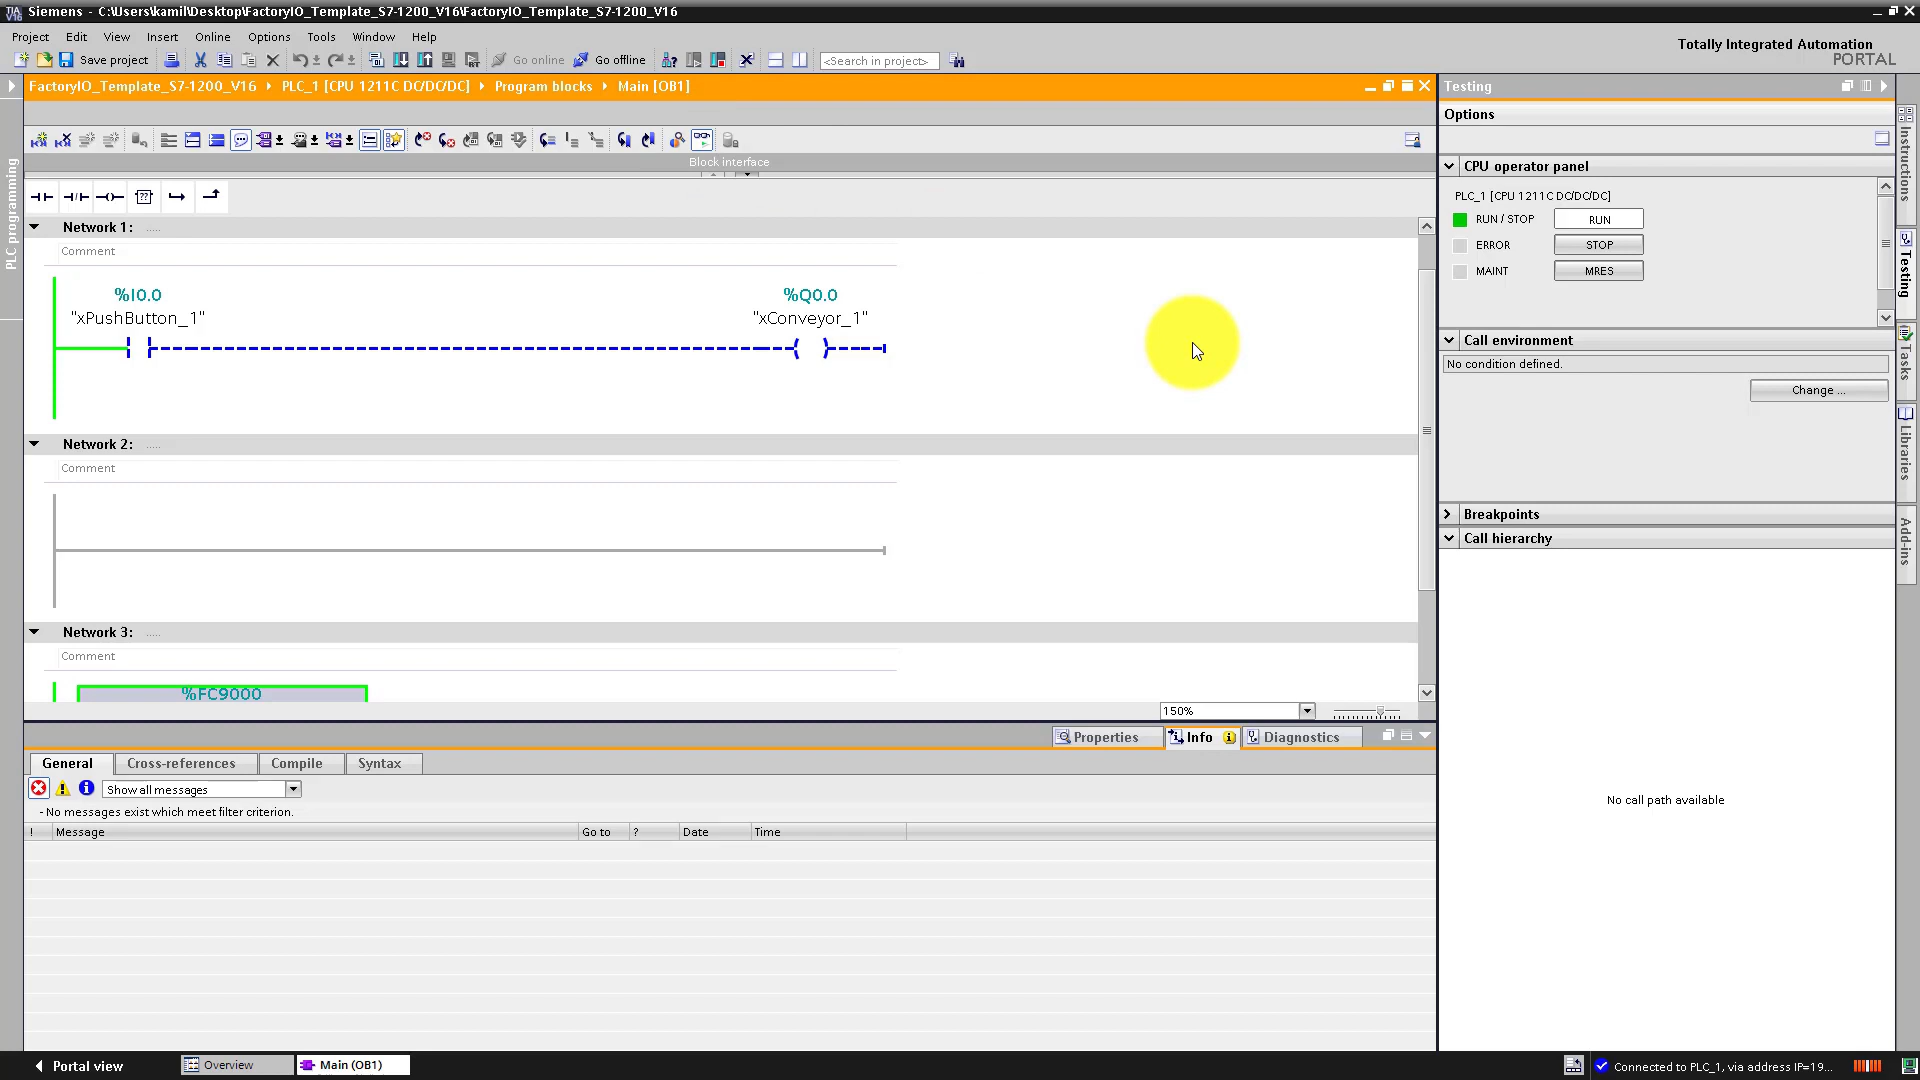 Siemens - C:\Users\kamil\Desktop\FactoryIO_Template_S7-1200_V16\FactoryIO_Template_S7-1200_V16
Project Edit View Insert Online Options Tools Window Help
Totally Integrated Automation
PORTAL
Save project
Go online
Go offline
<Search in project>
FactoryIO_Template_S7-1200_V16 PLC_1 [CPU 1211C DC/DC/DC] Program blocks Main [OB1]
Block interface
PLC programming
??
Network 1: .....
Comment
%I0.0
"xPushButton_1"
%Q0.0
"xConveyor_1"
Network 2: .....
Comment
Network 3: .....
Comment
%FC9000
150%
Properties
Info
Diagnostics
General Cross-references Compile Syntax
Show all messages
- No messages exist which meet filter criterion.
! Message Go to ? Date Time
Testing
Options
CPU operator panel
PLC_1 [CPU 1211C DC/DC/DC]
RUN / STOP RUN
ERROR STOP
MAINT MRES
Call environment
No condition defined.
Change ...
Breakpoints
Call hierarchy
No call path available
Instructions
Testing
Tasks
Libraries
Add-ins
Portal view
Overview
Main (OB1)
Connected to PLC_1, via address IP=19...